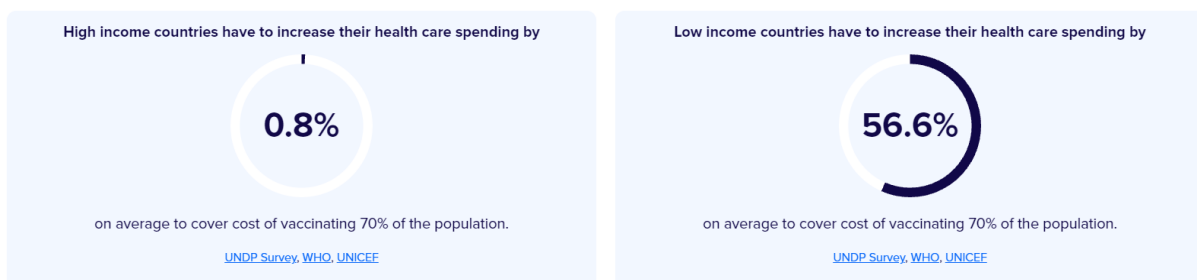 High income countries have to increase their health care spending by
0.8%
on average to cover cost of vaccinating 70% of the population.
UNDP Survey, WHO, UNICEF
Low income countries have to increase their health care spending by
56.6%
on average to cover cost of vaccinating 70% of the population.
UNDP Survey, WHO, UNICEF